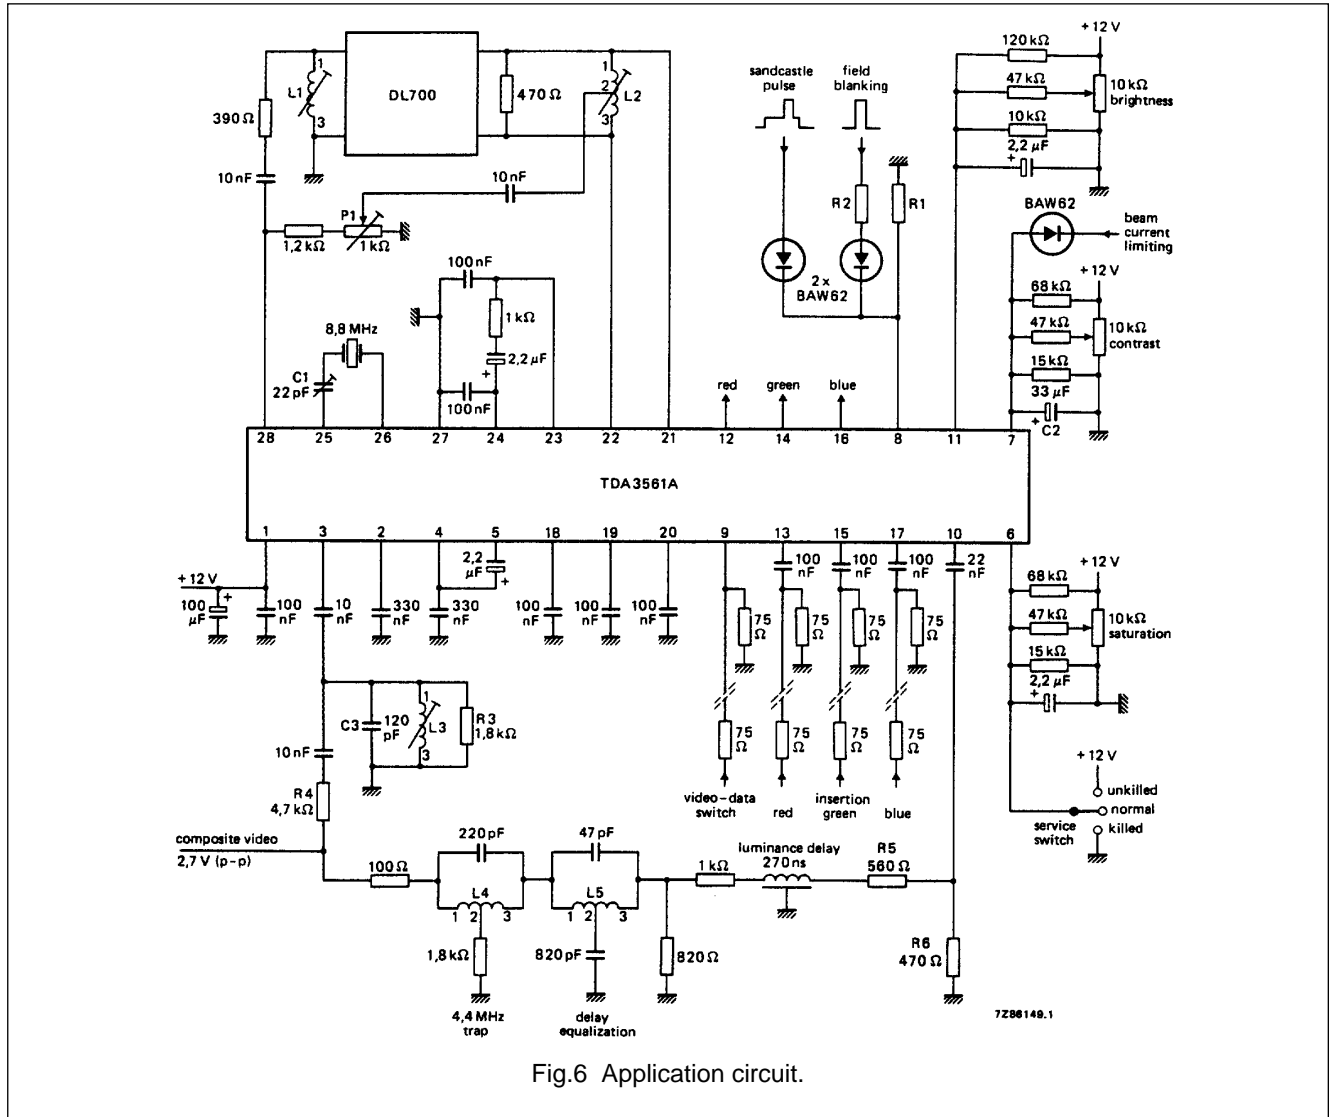 +12 V
120 kΩ
sandcastle pulse
field blanking
1
L1
3
DL700
470 Ω
1
2
L2
3
47 kΩ
10 kΩ
brightness
390 Ω
10 kΩ
2,2 µF
+
10 nF
10 nF
R2
R1
BAW62
beam current limiting
P1
1,2 kΩ
1 kΩ
100 nF
2 x BAW62
+12 V
68 kΩ
8,8 MHz
1 kΩ
47 kΩ
10 kΩ
contrast
C1
22 pF
2,2 µF
+
15 kΩ
33 µF
100 nF
red
green
blue
+
C2
28
25
26
27
24
23
22
21
12
14
16
8
11
7
TDA3561A
1
3
2
4
5
18
19
20
9
13
15
17
10
6
+12 V
+
100 µF
100 nF
10 nF
330 nF
330 nF
2,2 µF
+
100 nF
100 nF
100 nF
100 nF
100 nF
100 nF
22 nF
+12 V
68 kΩ
75 Ω
75 Ω
75 Ω
75 Ω
47 kΩ
10 kΩ
saturation
15 kΩ
2,2 µF
+
C3
120 pF
1
L3
3
R3
1,8 kΩ
10 nF
75 Ω
75 Ω
75 Ω
75 Ω
+12 V
R4
4,7 kΩ
video-data switch
red
insertion green
blue
unkilled
normal
killed
service switch
composite video
2,7 V (p-p)
220 pF
47 pF
luminance delay
270 ns
R5
560 Ω
100 Ω
1 kΩ
L4
1 2 3
L5
1 2 3
1,8 kΩ
820 pF
820 Ω
R6
470 Ω
4,4 MHz trap
delay equalization
7Z86149.1
Fig.6 Application circuit.